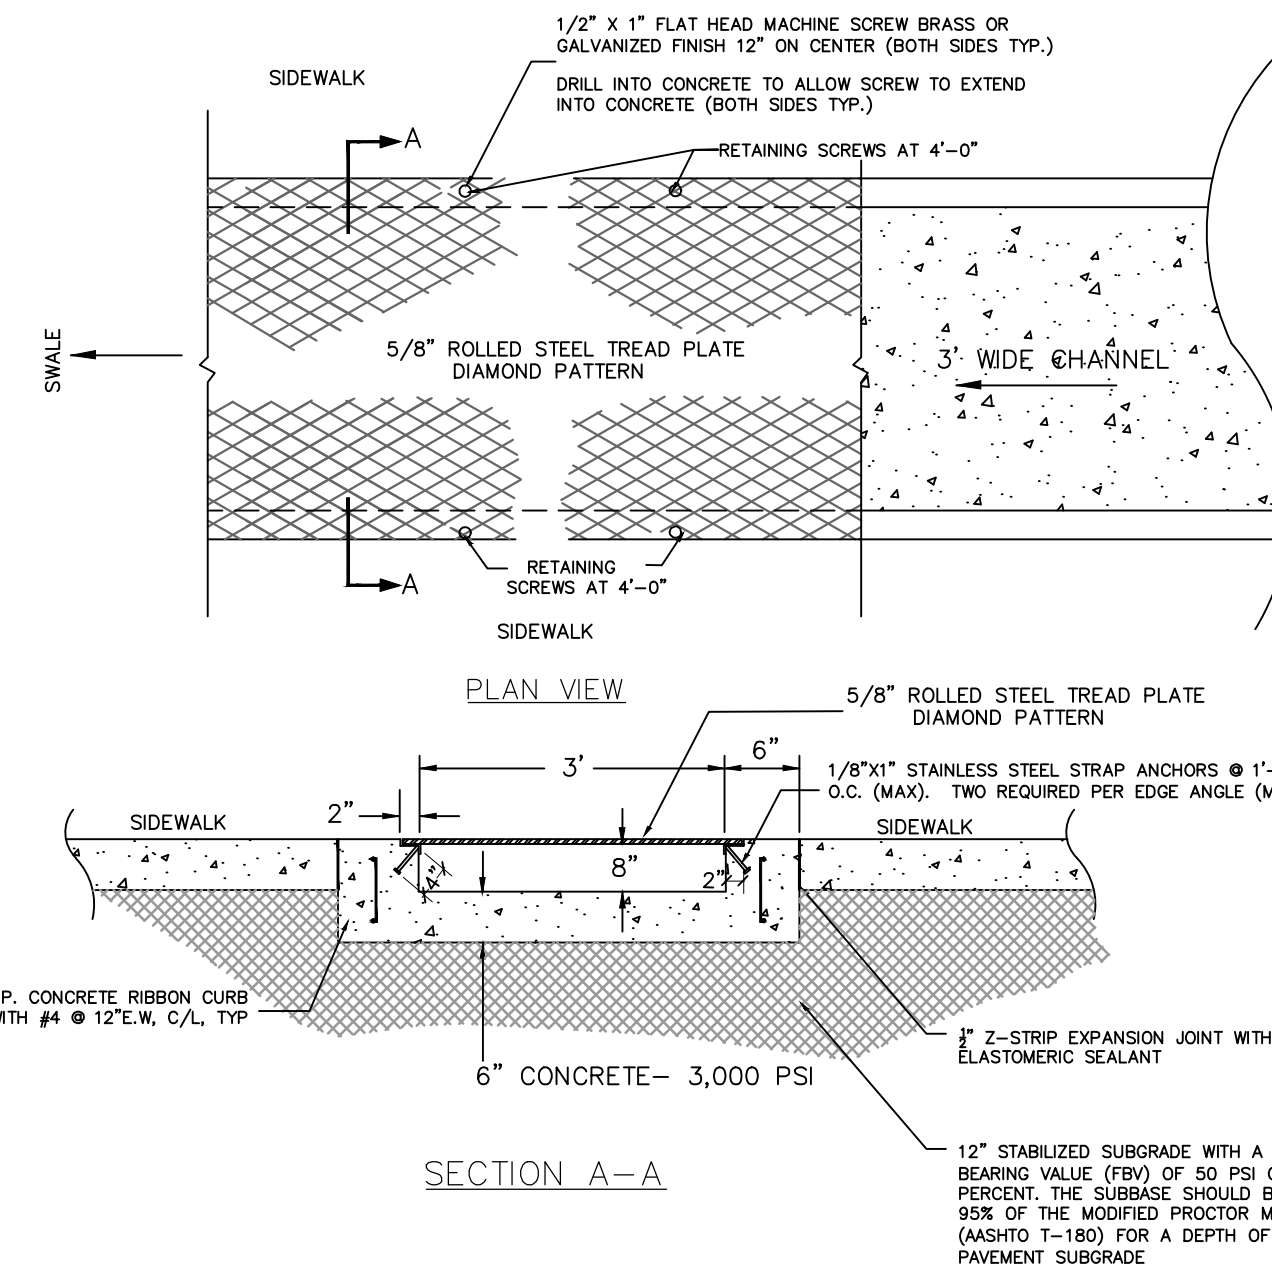 1/2" X 1" FLAT HEAD MACHINE SCREW BRASS OR
GALVANIZED FINISH 12" ON CENTER (BOTH SIDES TYP.)
DRILL INTO CONCRETE TO ALLOW SCREW TO EXTEND
INTO CONCRETE (BOTH SIDES TYP.)
SIDEWALK
A
RETAINING SCREWS AT 4'-0"
SWALE
5/8" ROLLED STEEL TREAD PLATE
DIAMOND PATTERN
3' WIDE CHANNEL
RETAINING
SCREWS AT 4'-0"
A
SIDEWALK
PLAN VIEW
5/8" ROLLED STEEL TREAD PLATE
DIAMOND PATTERN
3'
6"
1/8"X1" STAINLESS STEEL STRAP ANCHORS @ 1'-
O.C. (MAX). TWO REQUIRED PER EDGE ANGLE (M
2"
SIDEWALK
SIDEWALK
8"
4"
2"
P. CONCRETE RIBBON CURB
WITH #4 @ 12"E.W, C/L, TYP
½" Z-STRIP EXPANSION JOINT WITH
ELASTOMERIC SEALANT
6" CONCRETE- 3,000 PSI
SECTION A-A
12" STABILIZED SUBGRADE WITH A
BEARING VALUE (FBV) OF 50 PSI
PERCENT. THE SUBBASE SHOULD B
95% OF THE MODIFIED PROCTOR M
(AASHTO T-180) FOR A DEPTH OF
PAVEMENT SUBGRADE